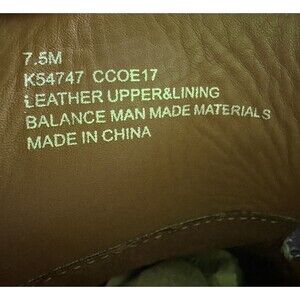 7.5M
K54747 CCOE17
LEATHER UPPER&LINING
BALANCE MAN MADE MATERIALS
MADE IN CHINA